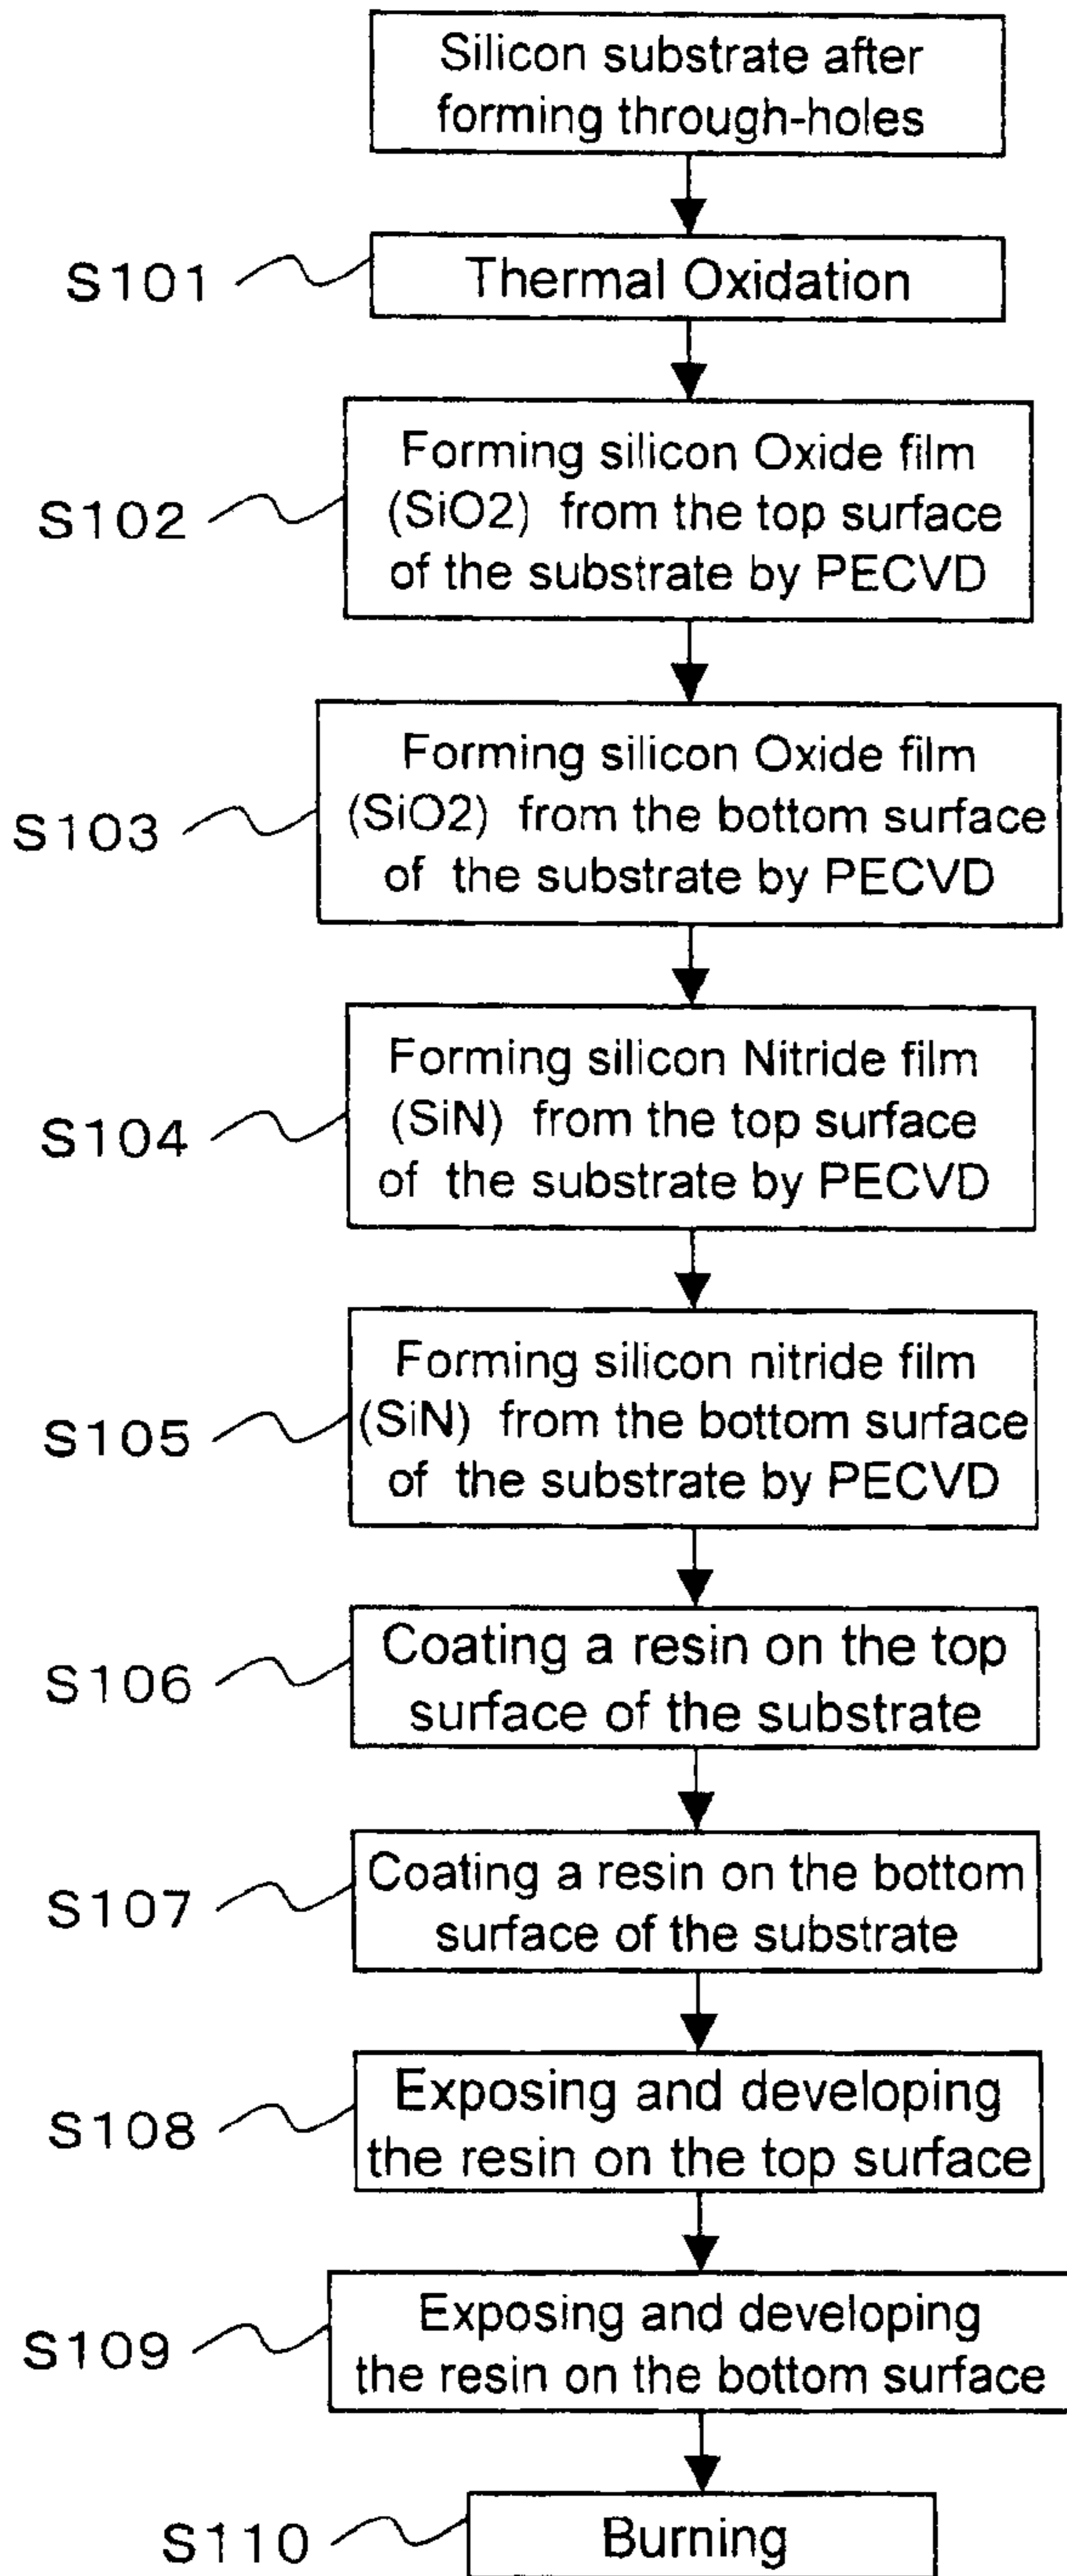 Silicon substrate after
forming through-holes
S101
Thermal Oxidation
S102
Forming silicon Oxide film
(SiO2) from the top surface
of the substrate by PECVD
S103
Forming silicon Oxide film
(SiO2) from the bottom surface
of the substrate by PECVD
S104
Forming silicon Nitride film
(SiN) from the top surface
of the substrate by PECVD
S105
Forming silicon nitride film
(SiN) from the bottom surface
of the substrate by PECVD
S106
Coating a resin on the top
surface of the substrate
S107
Coating a resin on the bottom
surface of the substrate
S108
Exposing and developing
the resin on the top surface
S109
Exposing and developing
the resin on the bottom surface
S110
Burning